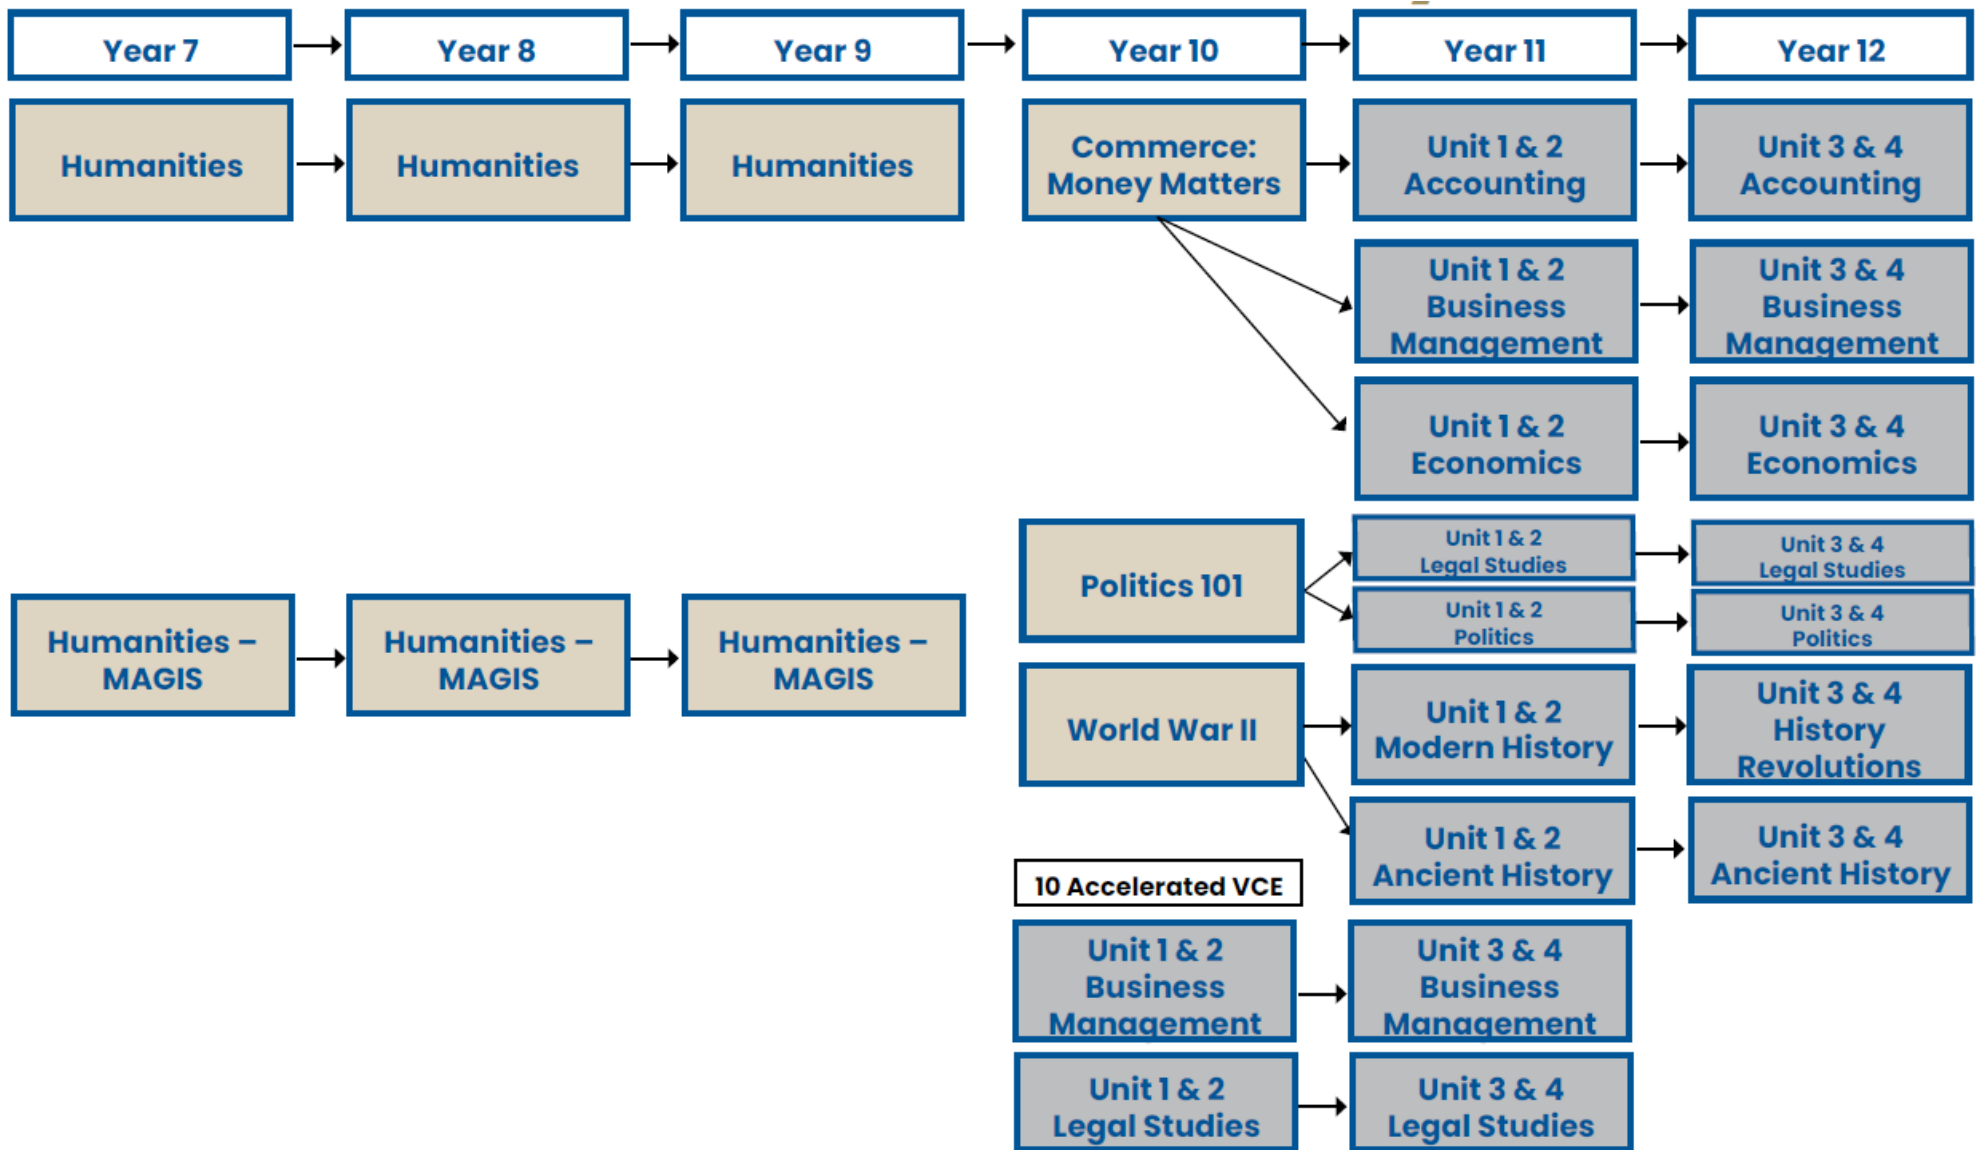 Year 7
Year 8
Year 9
Year 10
Year 11
Year 12
Humanities
Humanities
Humanities
Commerce:
Money Matters
Unit 1 & 2
Accounting
Unit 3 & 4
Accounting
Unit 1 & 2
Business
Management
Unit 3 & 4
Business
Management
Unit 1 & 2
Economics
Unit 3 & 4
Economics
Politics 101
Unit 1 & 2
Legal Studies
Unit 3 & 4
Legal Studies
Unit 1 & 2
Politics
Unit 3 & 4
Politics
Humanities –
MAGIS
Humanities –
MAGIS
Humanities –
MAGIS
World War II
Unit 1 & 2
Modern History
Unit 3 & 4
History
Revolutions
Unit 1 & 2
Ancient History
Unit 3 & 4
Ancient History
10 Accelerated VCE
Unit 1 & 2
Business
Management
Unit 3 & 4
Business
Management
Unit 1 & 2
Legal Studies
Unit 3 & 4
Legal Studies